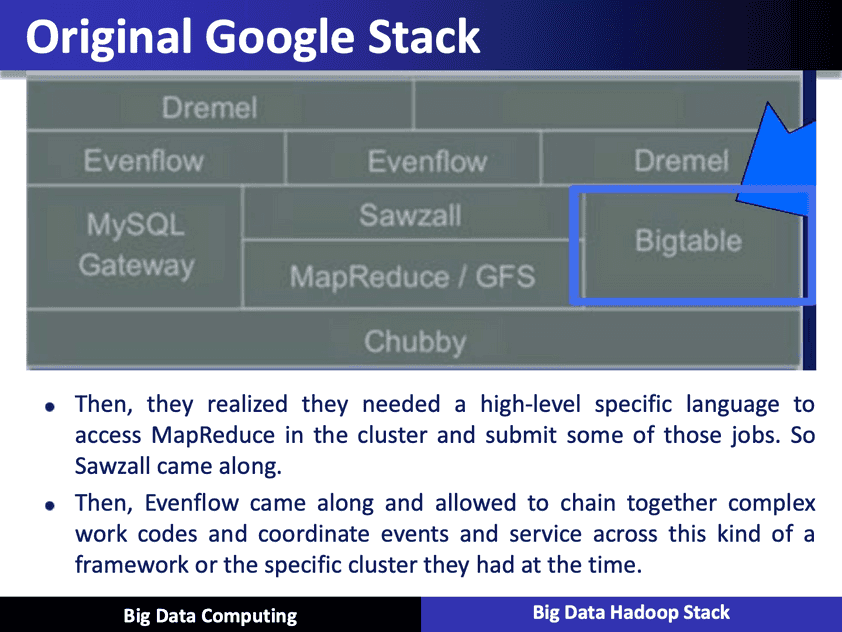 Original Google Stack
Dremel
Evenflow Evenflow Dremel
MySQL
Gateway
Sawzall
MapReduce / GFS
Bigtable
Chubby
• Then, they realized they needed a high-level specific language to
access MapReduce in the cluster and submit some of those jobs. So
Sawzall came along.
• Then, Evenflow came along and allowed to chain together complex
work codes and coordinate events and service across this kind of a
framework or the specific cluster they had at the time.
Big Data Computing
Big Data Hadoop Stack